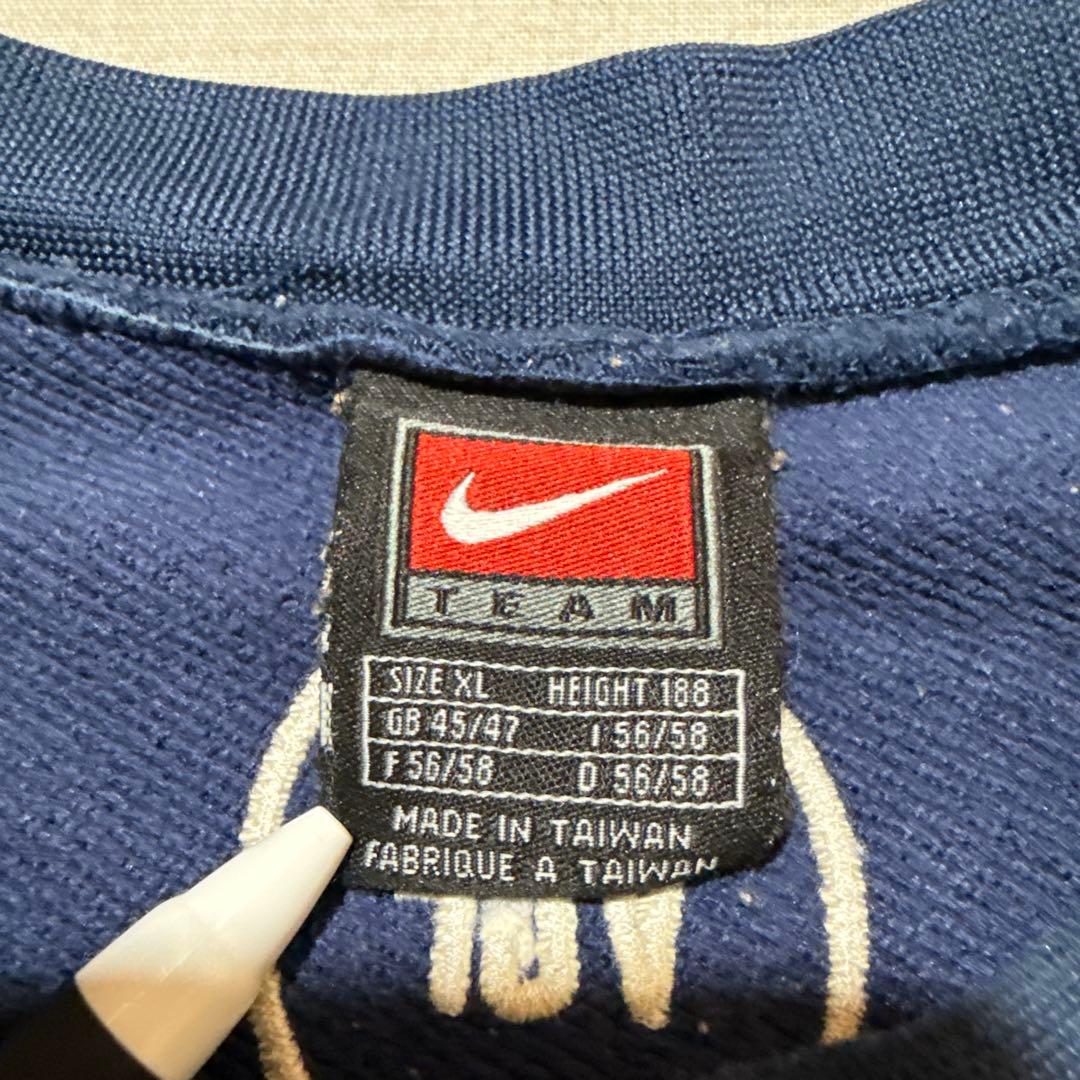 TEAM
SIZE XL HEIGHT 188
GB 45/47 I 56/58
F 56/58 D 56/58
MADE IN TAIWAN
FABRIQUE A TAIWAN